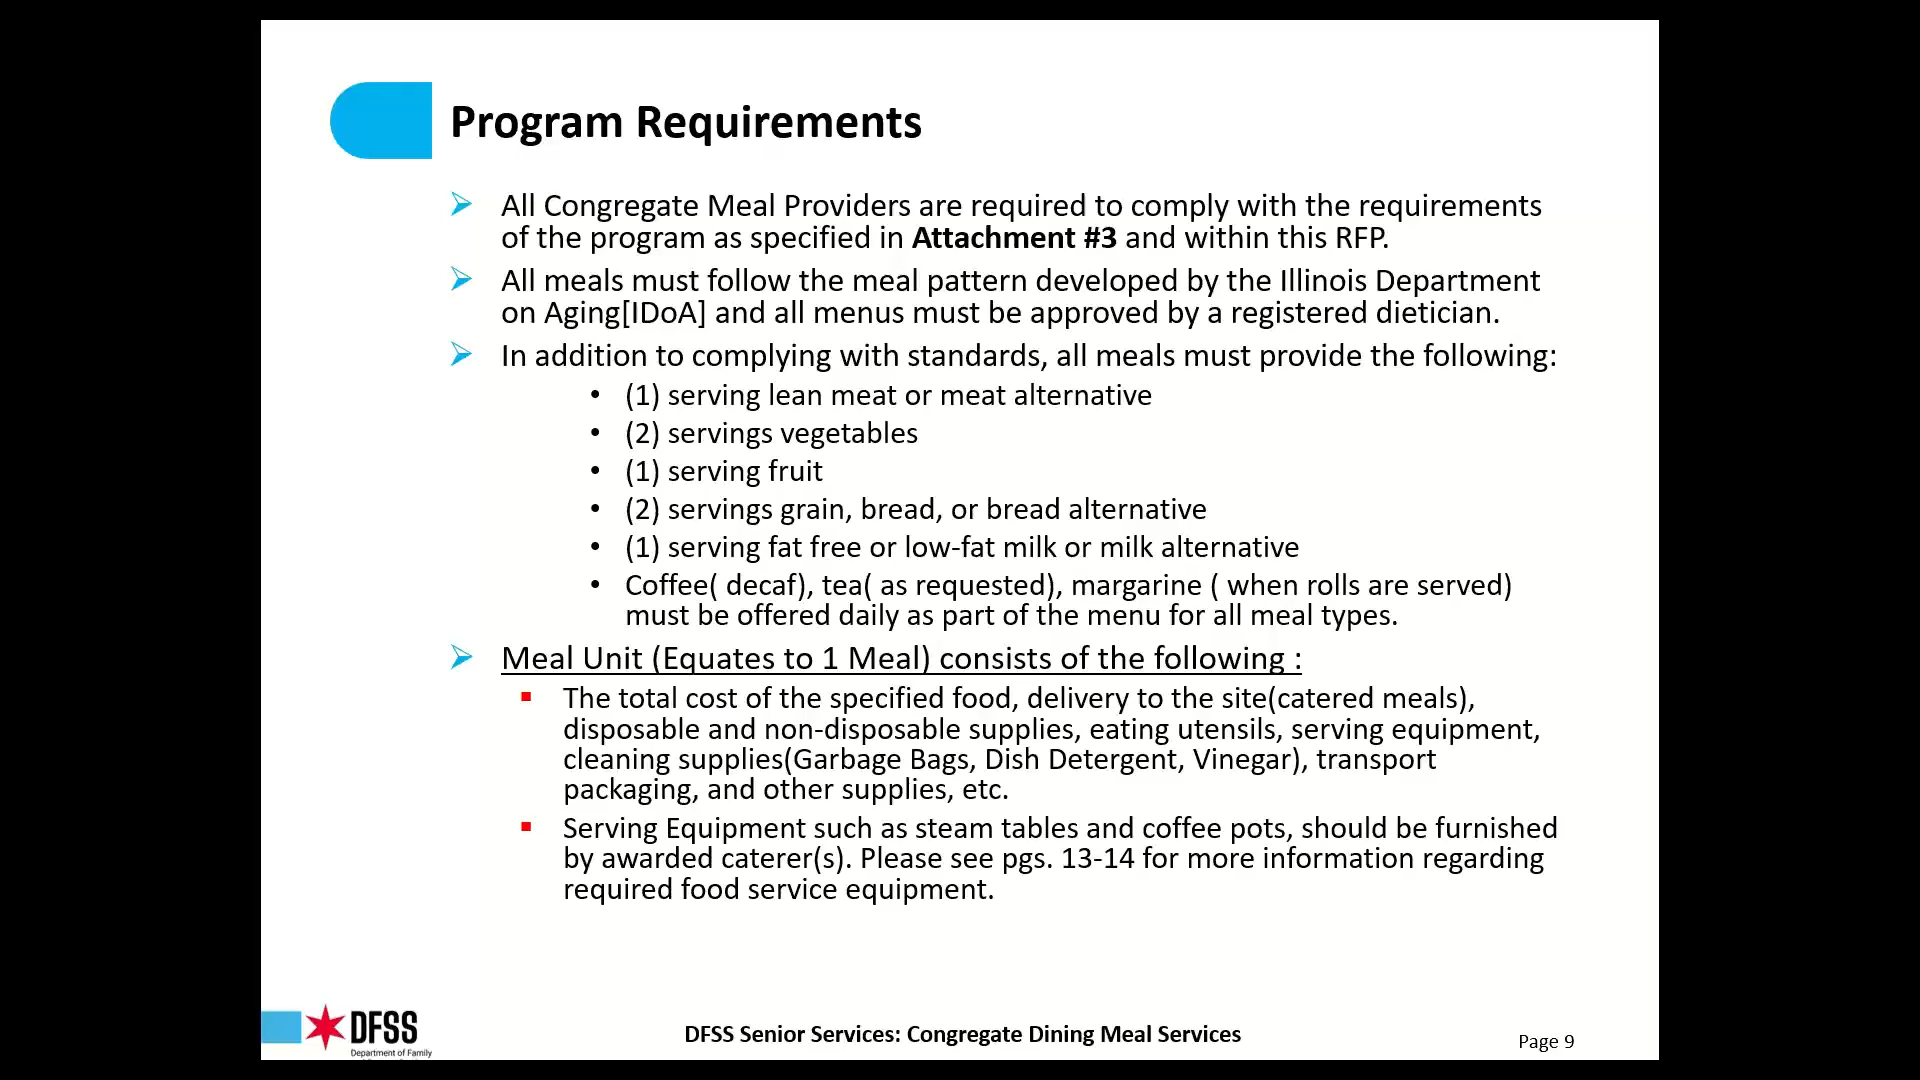 Program Requirements
All Congregate Meal Providers are required to comply with the requirements
of the program as specified in Attachment #3 and within this RFP.
All meals must follow the meal pattern developed by the Illinois Department
on Aging[IDoA] and all menus must be approved by a registered dietician.
In addition to complying with standards, all meals must provide the following:
• (1) serving lean meat or meat alternative
• (2) servings vegetables
• (1) serving fruit
• (2) servings grain, bread, or bread alternative
• (1) serving fat free or low-fat milk or milk alternative
• Coffee( decaf), tea( as requested), margarine ( when rolls are served)
must be offered daily as part of the menu for all meal types.
Meal Unit (Equates to 1 Meal) consists of the following :
The total cost of the specified food, delivery to the site(catered meals),
disposable and non-disposable supplies, eating utensils, serving equipment,
cleaning supplies(Garbage Bags, Dish Detergent, Vinegar), transport
packaging, and other supplies, etc.
Serving Equipment such as steam tables and coffee pots, should be furnished
by awarded caterer(s). Please see pgs. 13-14 for more information regarding
required food service equipment.
DFSS
Department of Family
DFSS Senior Services: Congregate Dining Meal Services
Page 9